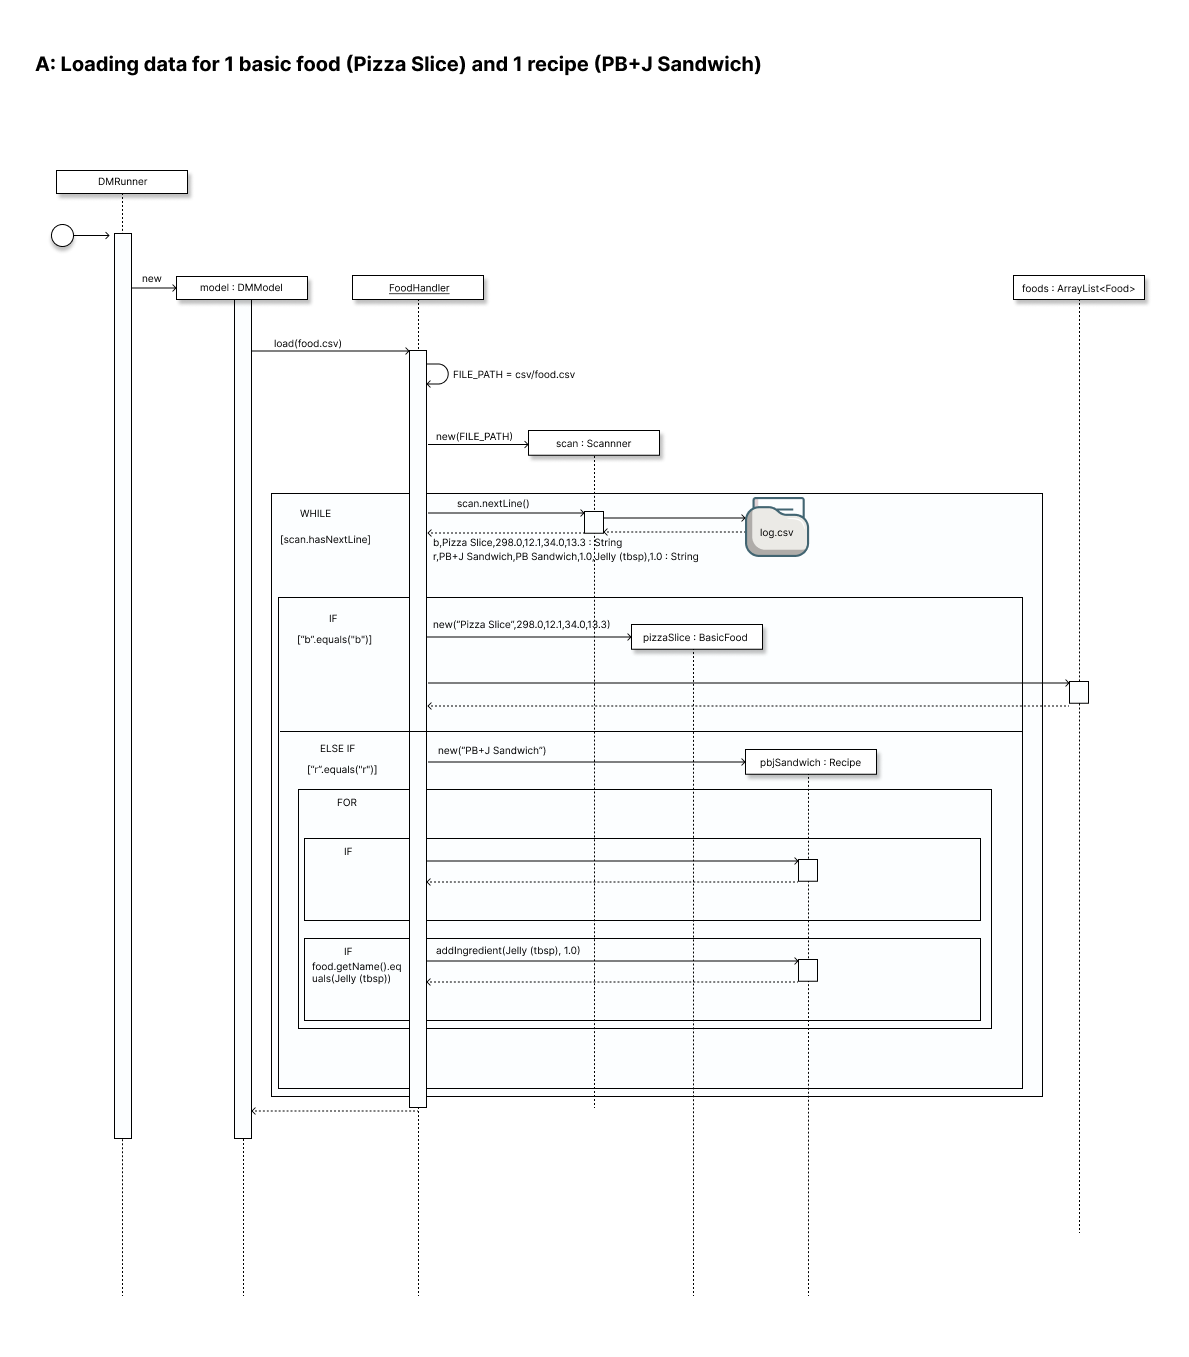 A: Loading data for 1 basic food (Pizza Slice) and 1 recipe (PB+J Sandwich)
DMRunner
new
model : DMModel
FoodHandler
foods : ArrayList<Food>
load(food.csv)
FILE_PATH = csv/food.csv
new(FILE_PATH)
scan : Scannner
WHILE
[scan.hasNextLine]
scan.nextLine()
log.csv
b,Pizza Slice,298.0,12.1,34.0,13.3 : String
r,PB+J Sandwich,PB Sandwich,1.0,Jelly (tbsp),1.0 : String
IF
["b”.equals("b")]
new("Pizza Slice",298.0,12.1,34.0,13.3)
pizzaSlice : BasicFood
ELSE IF
["r”.equals("r")]
new("PB+J Sandwich”)
pbjSandwich : Recipe
FOR
IF
IF
food.getName().eq
uals(Jelly (tbsp))
addIngredient(Jelly (tbsp), 1.0)